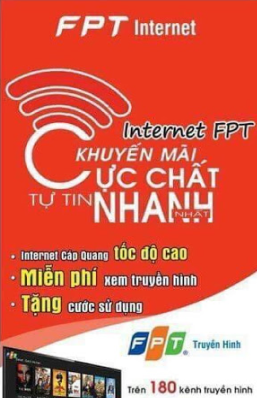 FPT Internet
Internet FPT
KHUYẾN MÃI
CỰC CHẤT
TỰ TIN NHANH NHẤT
• Internet Cáp Quang tốc độ cao
• Miễn phí xem truyền hình
• Tặng cước sử dụng
FPT. Truyền Hình
FPT
Trên 180 kênh truyền hình